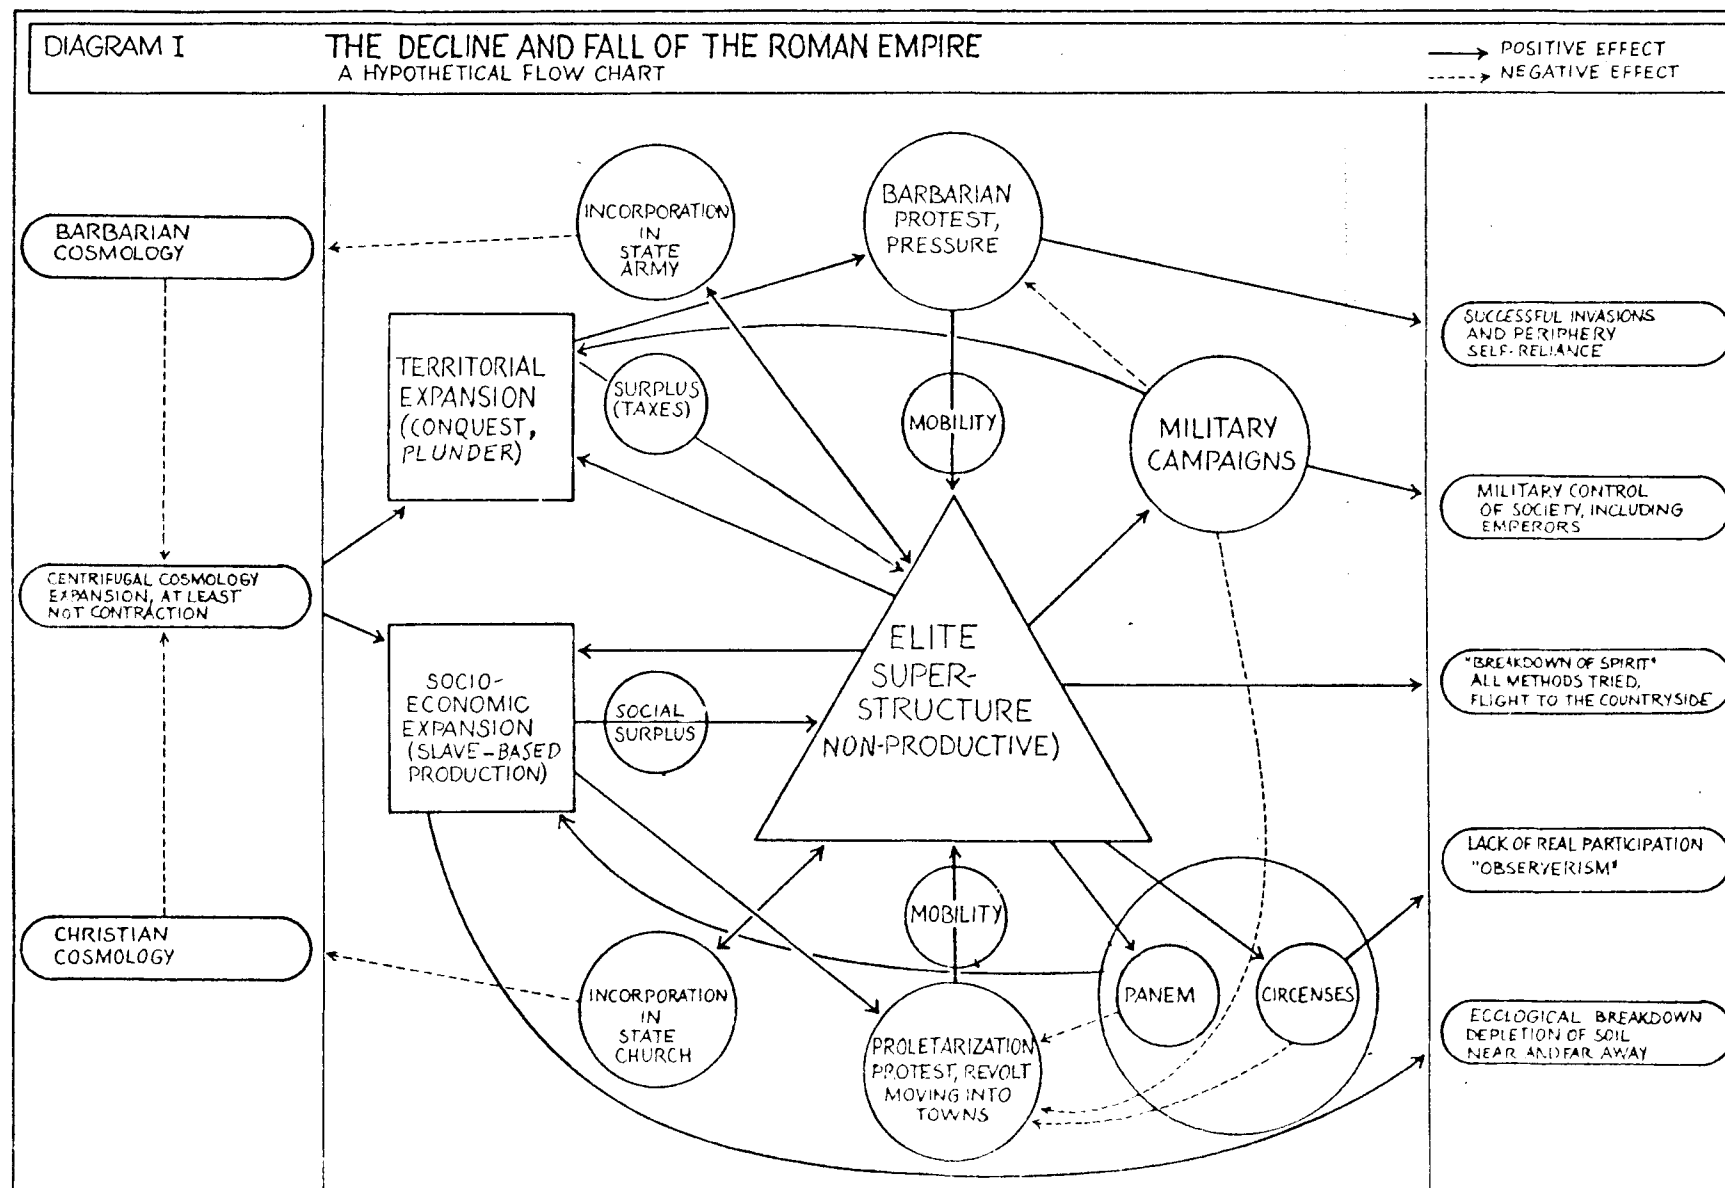 DIAGRAM I
THE DECLINE AND FALL OF THE ROMAN EMPIRE
A HYPOTHETICAL FLOW CHART
POSITIVE EFFECT
NEGATIVE EFFECT
BARBARIAN
COSMOLOGY
CENTRIFUGAL COSMOLOGY
EXPANSION, AT LEAST
NOT CONTRACTION
CHRISTIAN
COSMOLOGY
INCORPORATION
IN
STATE
ARMY
BARBARIAN
PROTEST,
PRESSURE
TERRITORIAL
EXPANSION
(CONQUEST,
PLUNDER)
SURPLUS
(TAXES)
MOBILITY
MILITARY
CAMPAIGNS
SOCIO-
ECONOMIC
EXPANSION
(SLAVE-BASED
PRODUCTION)
SOCIAL
SURPLUS
ELITE
SUPER-
STRUCTURE
NON-PRODUCTIVE)
MOBILITY
INCORPORATION
IN
STATE
CHURCH
PROLETARIZATION
PROTEST, REVOLT
MOVING INTO
TOWNS
PANEM
CIRCENSES
SUCCESSFUL INVASIONS
AND PERIPHERY
SELF-RELIANCE
MILITARY CONTROL
OF SOCIETY, INCLUDING
EMPERORS
"BREAKDOWN OF SPIRIT"
ALL METHODS TRIED,
FLIGHT TO THE COUNTRYSIDE
LACK OF REAL PARTICIPATION
"OBSERVERISM"
ECOLOGICAL BREAKDOWN
DEPLETION OF SOIL
NEAR AND FAR AWAY